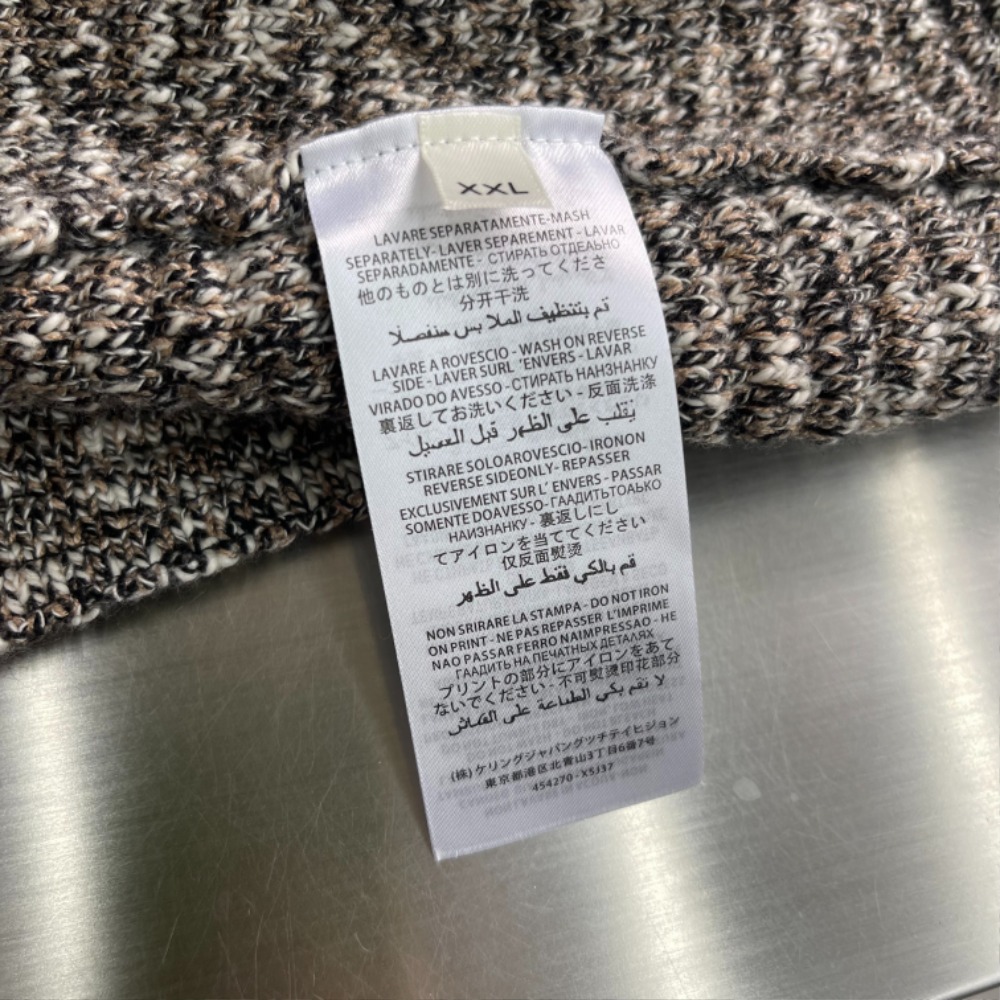 XXL
LAVARE SEPARATAMENTE-MASH
SEPARATELY- LAVER SEPAREMENT - LAVAR
SEPARADAMENTE - СТИРАТЬ ОТДЕАЬНО
他のものとは別に洗ってくださ
分开干洗
تم بتنظيف الملا بس منفصلا
LAVARE A ROVESCIO - WASH ON REVERSE
SIDE - LAVER SURL 'ENVERS - LAVAR
VIRADO DO AVESSO - СТИРАТЬ НАНЗНАНКУ
裏返してお洗いください - 反面洗涤
يقلب على الظهر قبل الغسيل
STIRARE SOLOAROVESCIO- IRONON
REVERSE SIDEONLY - REPASSER
EXCLUSIVEMENT SUR L' ENVERS - PASSAR
SOMENTE DOAVESSO- ГААДИТЬТОАЬКО
НАИЗНАНКУ - 裏返しにし
てアイロンを当ててください
仅反面熨烫
قم بالكي فقط على الظهر
NON SRIRARE LA STAMPA - DO NOT IRON
ON PRINT - NE PAS REPASSER L'IMPRIME
NAO PASSAR FERRO NAIMPRESSAO - НЕ
ГААДИТЬ НА ПЕЧАТНЫХ ДЕТАЛЯХ
プリントの部分にアイロンをあて
ないでください - 不可熨烫印花部分
لا تقم بكي الطباعة على القماش
(株)ケリングジャパングッチテイヒジョン
東京都港区北青山3丁目6番7号
454270 - X5J37